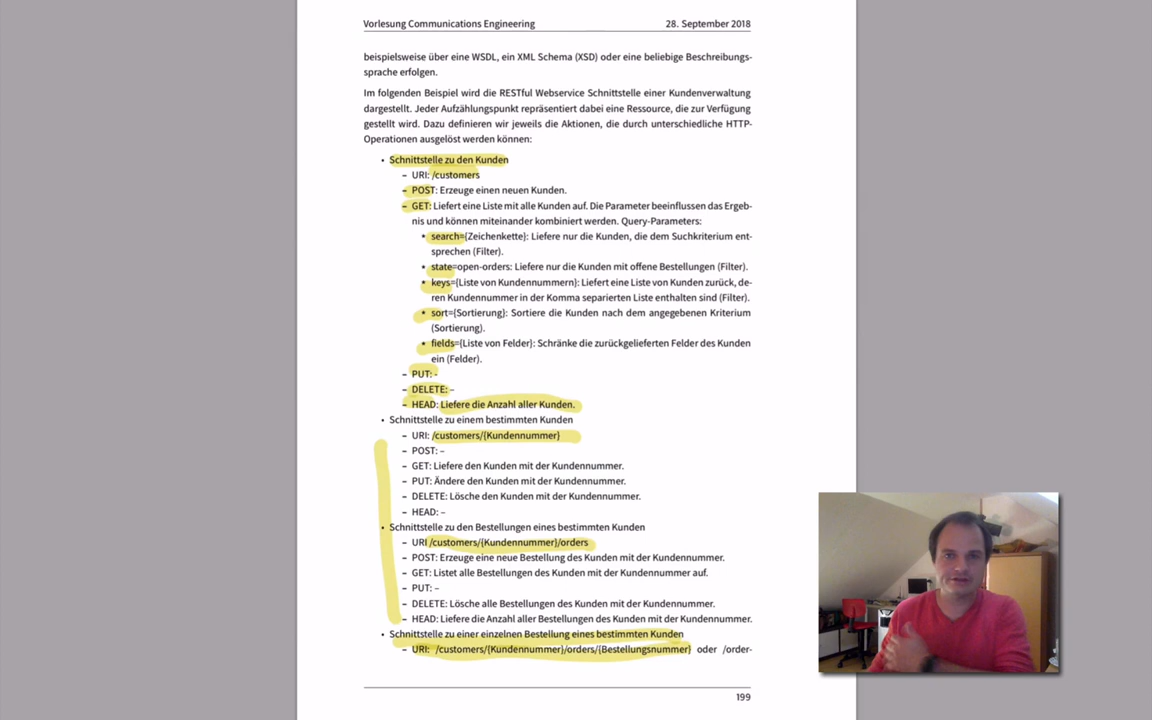 Vorlesung Communications Engineering 28. September 2018
beispielsweise über eine WSDL, ein XML Schema (XSD) oder eine beliebige Beschreibungs-
sprache erfolgen.
Im folgenden Beispiel wird die RESTful Webservice Schnittstelle einer Kundenverwaltung
dargestellt. Jeder Aufzählungspunkt repräsentiert dabei eine Ressource, die zur Verfügung
gestellt wird. Dazu definieren wir jeweils die Aktionen, die durch unterschiedliche HTTP-
Operationen ausgelöst werden können:
• Schnittstelle zu den Kunden
– URI: /customers
– POST: Erzeuge einen neuen Kunden.
– GET: Liefert eine Liste mit alle Kunden auf. Die Parameter beeinflussen das Ergeb-
nis und können miteinander kombiniert werden. Query-Parameters:
* search={Zeichenkette}: Liefere nur die Kunden, die dem Suchkriterium ent-
sprechen (Filter).
* state=open-orders: Liefere nur die Kunden mit offene Bestellungen (Filter).
* keys={Liste von Kundennummern}: Liefert eine Liste von Kunden zurück, de-
ren Kundennummer in der Komma separierten Liste enthalten sind (Filter).
* sort={Sortierung}: Sortiere die Kunden nach dem angegebenen Kriterium
(Sortierung).
* fields={Liste von Felder}: Schränke die zurückgelieferten Felder des Kunden
ein (Felder).
– PUT: -
– DELETE: –
– HEAD: Liefere die Anzahl aller Kunden.
• Schnittstelle zu einem bestimmten Kunden
– URI: /customers/{Kundennummer}
– POST: –
– GET: Liefere den Kunden mit der Kundennummer.
– PUT: Ändere den Kunden mit der Kundennummer.
– DELETE: Lösche den Kunden mit der Kundennummer.
– HEAD: –
• Schnittstelle zu den Bestellungen eines bestimmten Kunden
– URI /customers/{Kundennummer}/orders
– POST: Erzeuge eine neue Bestellung des Kunden mit der Kundennummer.
– GET: Listet alle Bestellungen des Kunden mit der Kundennummer auf.
– PUT: –
– DELETE: Lösche alle Bestellungen des Kunden mit der Kundennummer.
– HEAD: Liefere die Anzahl aller Bestellungen des Kunden mit der Kundennummer.
• Schnittstelle zu einer einzelnen Bestellung eines bestimmten Kunden
– URI: /customers/{Kundennummer}/orders/{Bestellungsnummer} oder /order-
199